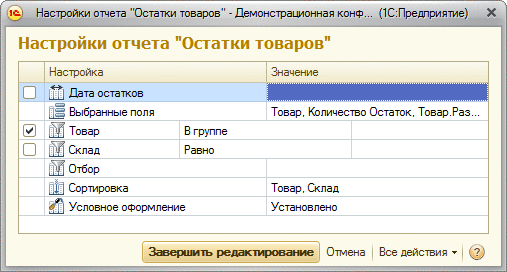 Настройки отчета "Остатки товаров" - Демонстрационная конф... (1С:Предприятие)
Настройки отчета "Остатки товаров"
Настройка Значение
Дата остатков
Выбранные поля Товар, Количество Остаток, Товар.Раз...
Товар В группе
Склад Равно
Отбор
Сортировка Товар, Склад
Условное оформление Установлено
Завершить редактирование Отмена Все действия ?